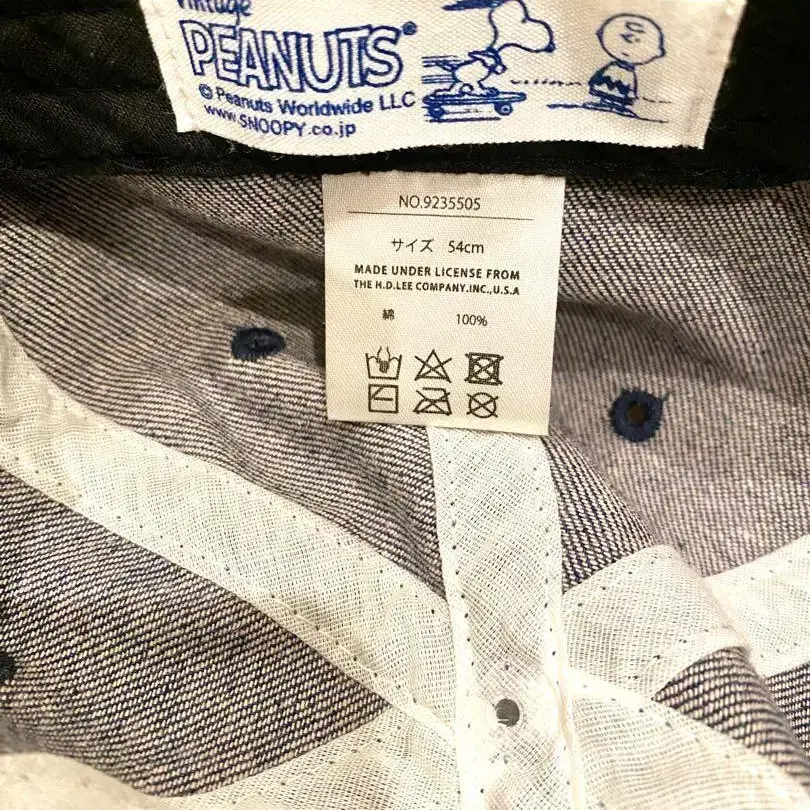 Vintage
PEANUTS®
© Peanuts Worldwide LLC
www.SNOOPY.co.jp
NO.9235505
サイズ 54cm
MADE UNDER LICENSE FROM
THE H.D.LEE COMPANY.INC.,U.S.A
綿 100%